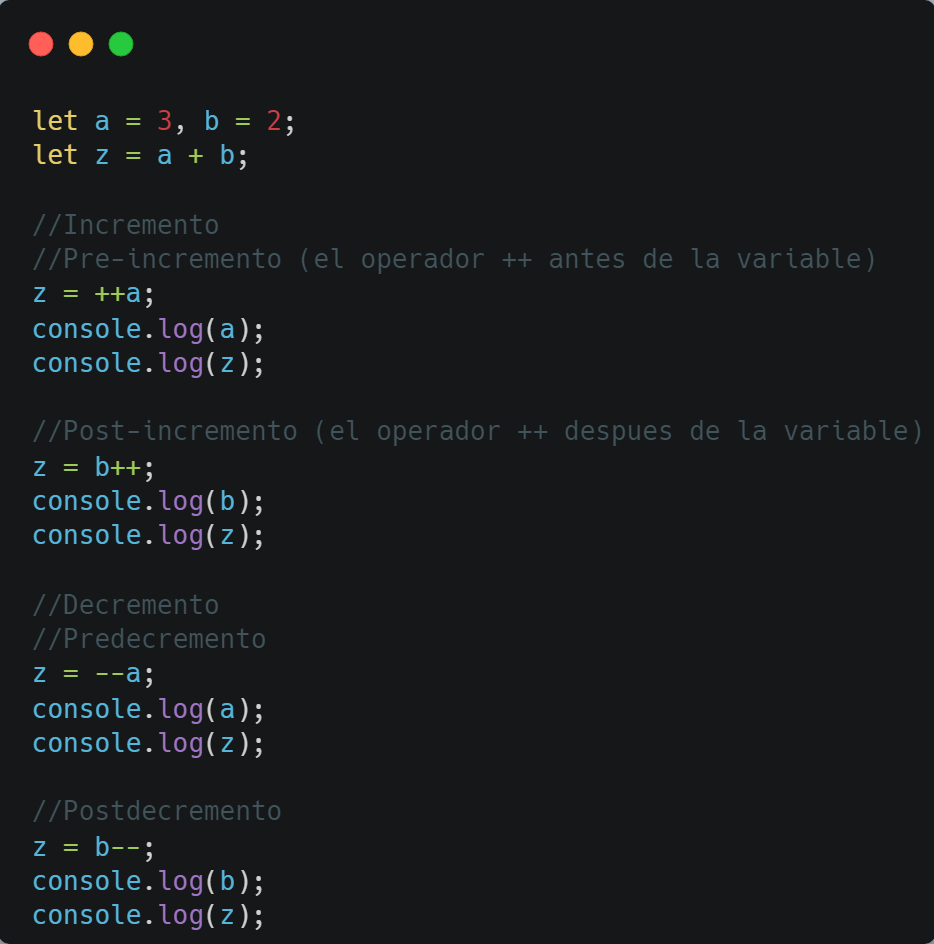 let a = 3, b = 2;
let z = a + b;
//Incremento
//Pre-incremento (el operador ++ antes de la variable)
z = ++a;
console.log(a);
console.log(z);
//Post-incremento (el operador ++ despues de la variable)
z = b++;
console.log(b);
console.log(z);
//Decremento
//Predecremento
z = --a;
console.log(a);
console.log(z);
//Postdecremento
z = b--;
console.log(b);
console.log(z);